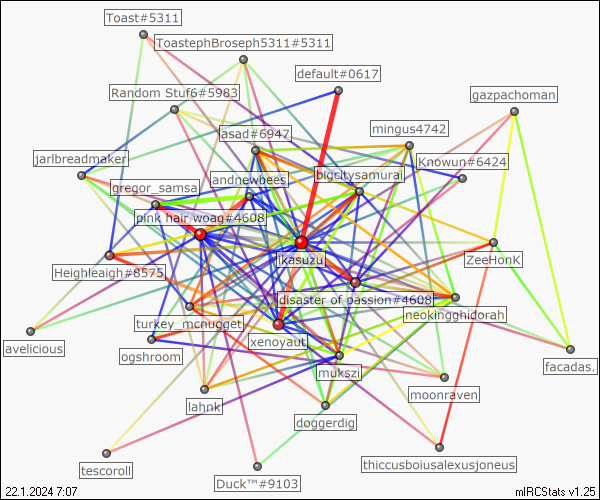 Toast#5311
ToastephBroseph5311#5311
default#0617
Random Stuf6#5983
gazpachoman
asad#6947
mingus4742
jarlbreadmaker
Knowun#6424
andnewbees
bigcitysamurai
gregor_samsa
pink hair woag#4608
ikasuzu
ZeeHonK
Heighleaigh#8575
disaster of passion#4608
neokingghidorah
turkey_mcnugget
xenoyaut
avelicious
ogshroom
mukszi
facadas.
moonraven
lahnk
doggerdig
tescoroll
thiccusboiusalexusjoneus
Duck™#9103
22.1.2024 7:07
mIRCStats v1.25